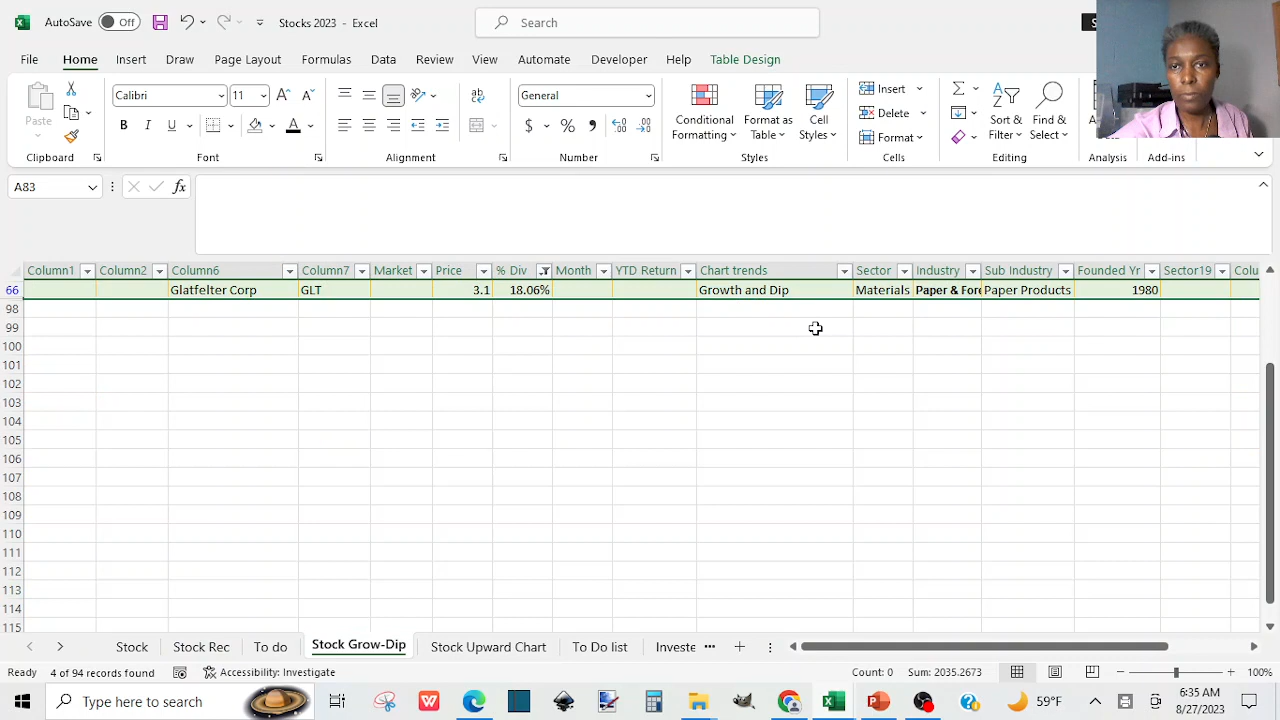 AutoSave Off Stocks 2023 - Excel Search
File Home Insert Draw Page Layout Formulas Data Review View Automate Developer Help Table Design
Paste Calibri 11 General Conditional Formatting Format as Table Cell Styles Insert Delete Format Sort & Filter Find & Select
Clipboard Font Alignment Number Styles Cells Editing Analysis Add-ins
A83 fx
Column1 Column2 Column6 Column7 Market Price % Div Month YTD Return Chart trends Sector Industry Sub Industry Founded Yr Sector19 Colu
66 Glatfelter Corp GLT 3.1 18.06% Growth and Dip Materials Paper & Fore Paper Products 1980
98
99
100
101
102
103
104
105
106
107
108
109
110
111
112
113
114
115
Stock Stock Rec To do Stock Grow-Dip Stock Upward Chart To Do list Investe ...
Ready 4 of 94 records found Accessibility: Investigate Count: 0 Sum: 2035.2673 100%
Type here to search 59°F 6:35 AM
8/27/2023